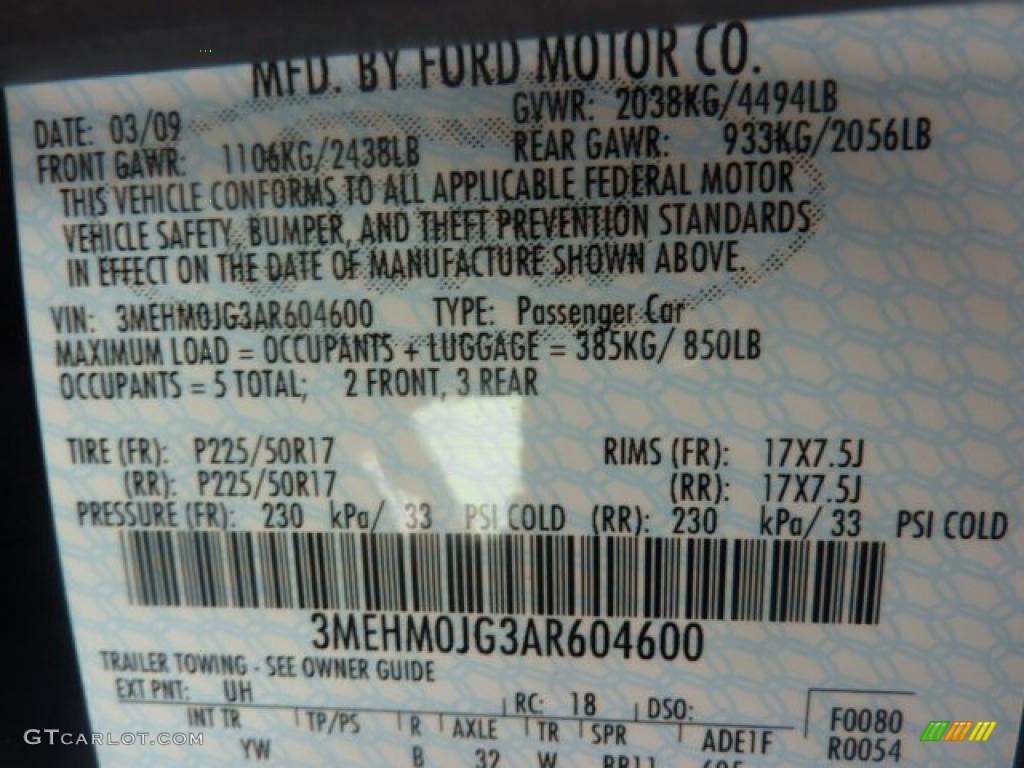 MFD. BY FORD MOTOR CO.
DATE: 03/09 GVWR: 2038KG/4494LB
FRONT GAWR: 1106KG/2438LB REAR GAWR: 933KG/2056LB
THIS VEHICLE CONFORMS TO ALL APPLICABLE FEDERAL MOTOR
VEHICLE SAFETY, BUMPER, AND THEFT PREVENTION STANDARDS
IN EFFECT ON THE DATE OF MANUFACTURE SHOWN ABOVE.
VIN: 3MEHM0JG3AR604600 TYPE: Passenger Car
MAXIMUM LOAD = OCCUPANTS + LUGGAGE = 385KG/ 850LB
OCCUPANTS = 5 TOTAL; 2 FRONT, 3 REAR
TIRE (FR): P225/50R17 RIMS (FR): 17X7.5J
(RR): P225/50R17 (RR): 17X7.5J
PRESSURE (FR): 230 kPa/ 33 PSI COLD (RR): 230 kPa/ 33 PSI COLD
3MEHM0JG3AR604600
TRAILER TOWING - SEE OWNER GUIDE
EXT PNT: UH RC: 18 DSO: F0080
INT TR TP/PS R AXLE TR SPR ADE1F R0054
YW B 32 W
GTCARLOT.COM